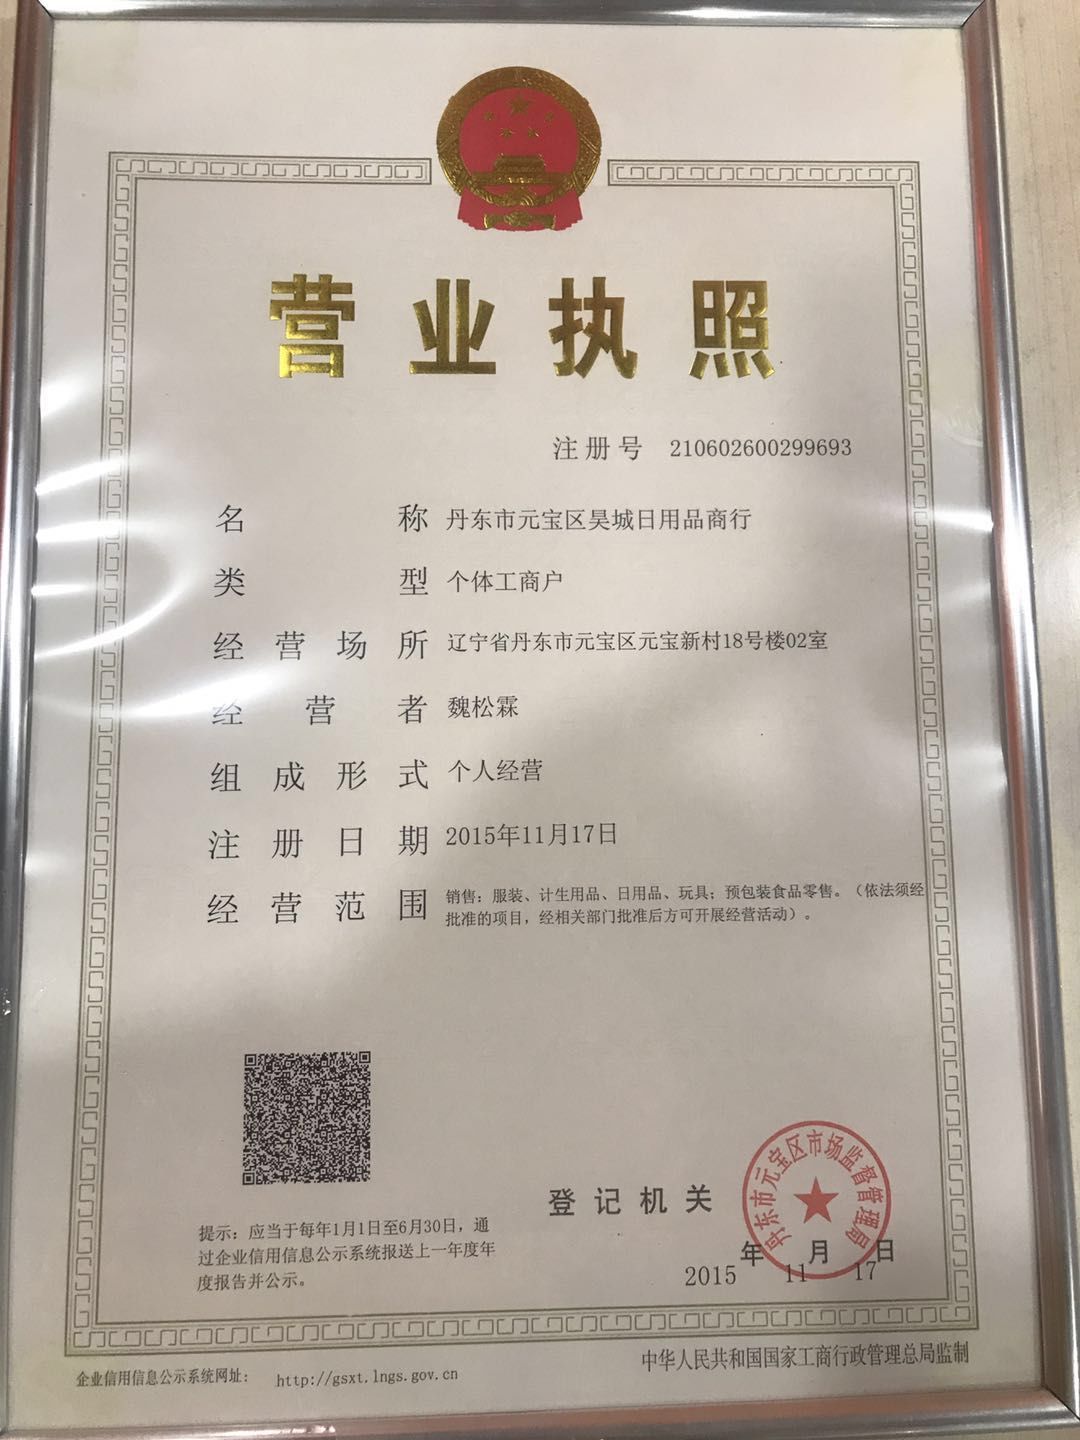 营业执照
注册号 210602600299693
名称 丹东市元宝区昊城日用品商行
类型 个体工商户
经营场所 辽宁省丹东市元宝区元宝新村18号楼02室
经营者 魏松霖
组成形式 个人经营
注册日期 2015年11月17日
经营范围 销售：服装、计生用品、日用品、玩具；预包装食品零售。（依法须经
批准的项目，经相关部门批准后方可开展经营活动）。
丹东市元宝区市场监督管理局
登记机关
年 月 日
2015 11 17
提示：应当于每年1月1日至6月30日，通
过企业信用信息公示系统报送上一年度年
度报告并公示。
企业信用信息公示系统网址： http://gsxt.lngs.gov.cn
中华人民共和国国家工商行政管理总局监制